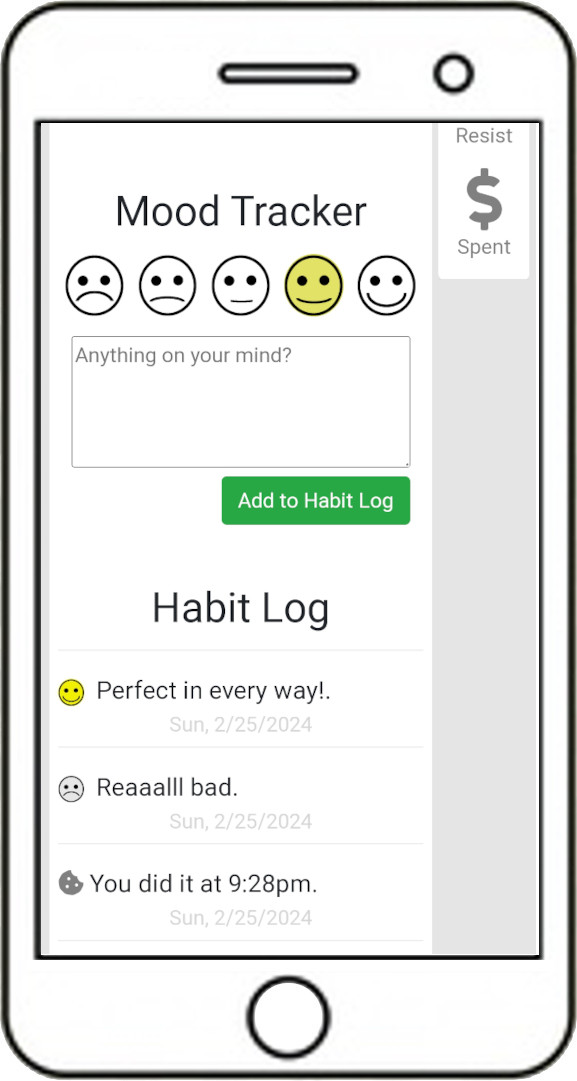 Resist
$
Spent
Mood Tracker
Anything on your mind?
Add to Habit Log
Habit Log
Perfect in every way!.
Sun, 2/25/2024
Reaaalll bad.
Sun, 2/25/2024
You did it at 9:28pm.
Sun, 2/25/2024